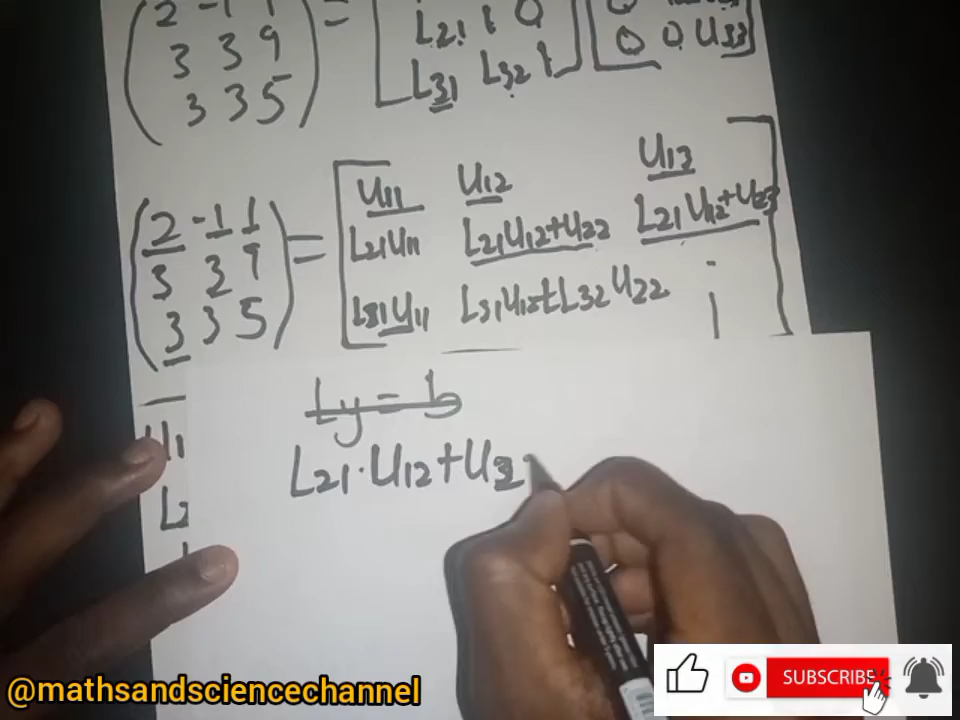 2 -1 1
3 3 9
3 3 5
=
L21 1 0
L31 L32 1
0 0 U33
2 -1 1
3 3 9
3 3 5
=
U11 U12 U13
L21U11 L21U12+U22 L21U12+U23
L31U11 L31U12+L32U22
Ly = b
L21·U12+U2
@mathsandsciencechannel
SUBSCRIBE